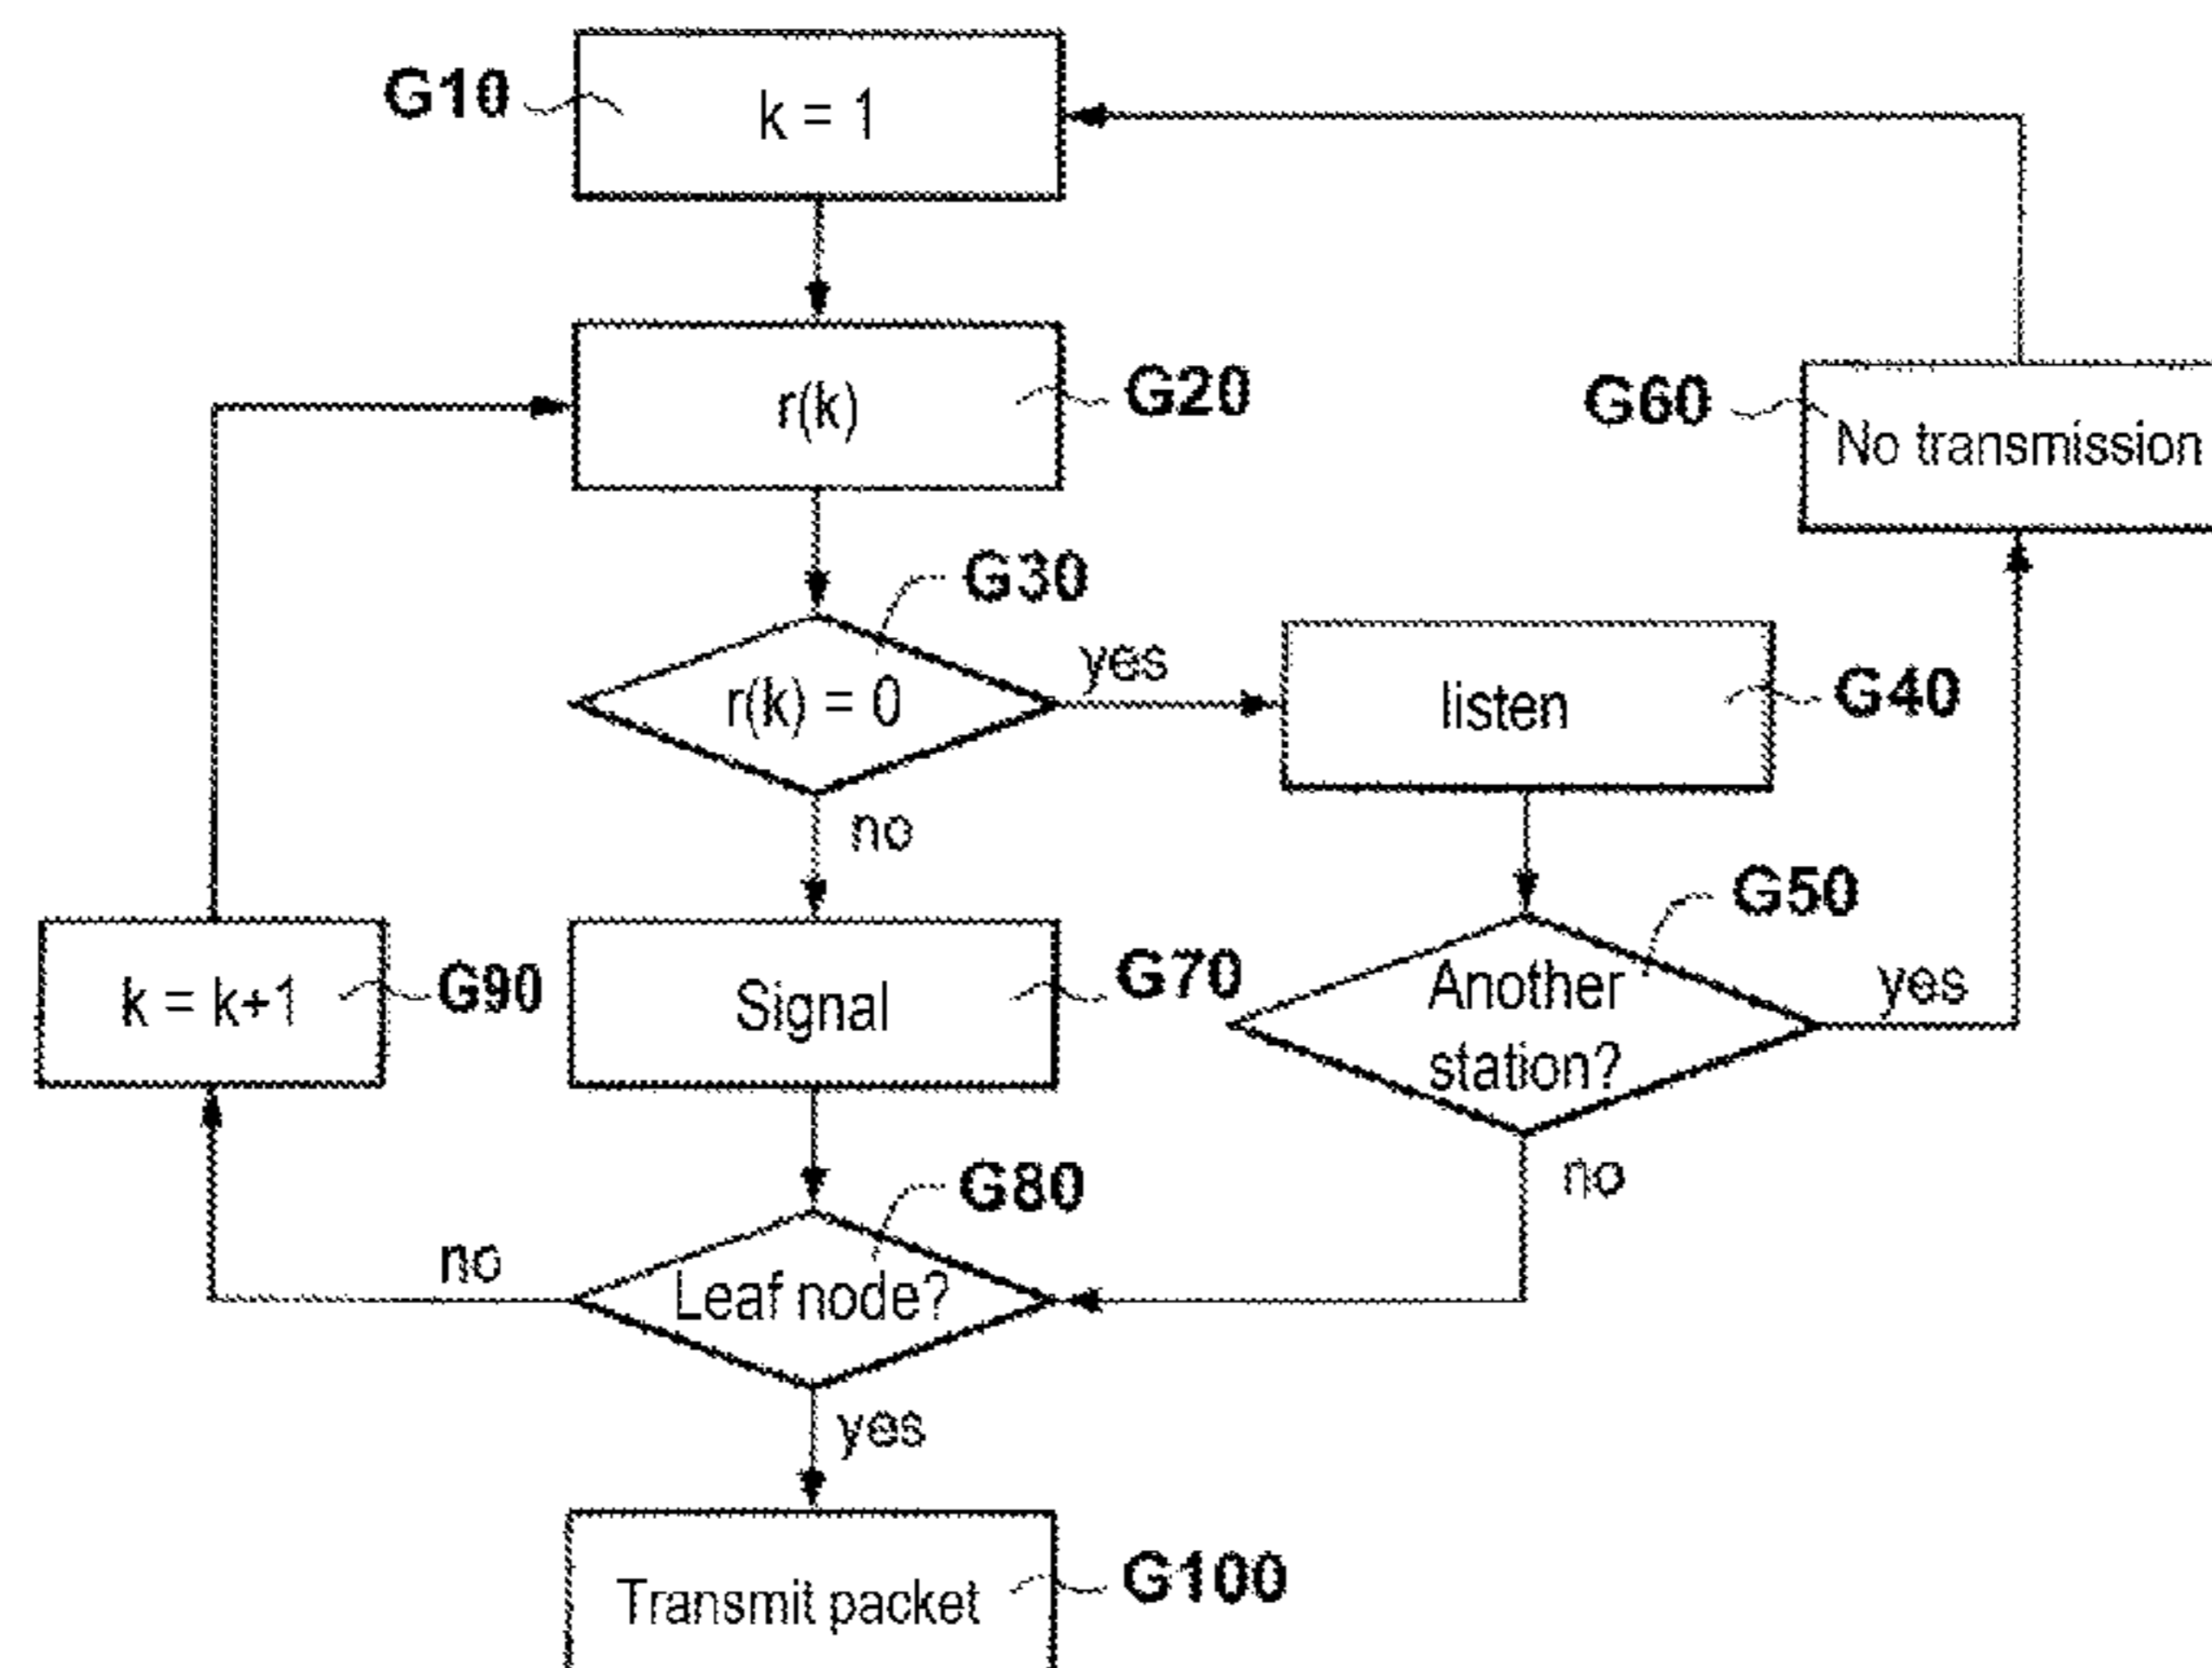 G10
k = 1
r(k)
G20
G60
No transmission
G30
r(k) = 0
yes
listen
G40
no
G50
Another
station?
yes
k = k+1
G90
Signal
G70
no
G80
Leaf node?
no
yes
Transmit packet
G100